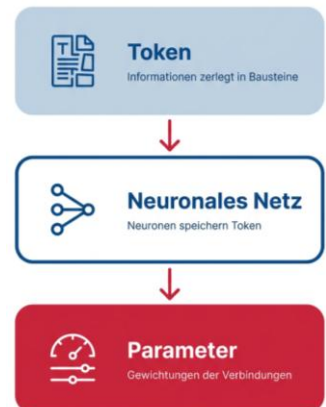 Token
Informationen zerlegt in Bausteine
Neuronales Netz
Neuronen speichern Token
Parameter
Gewichtungen der Verbindungen